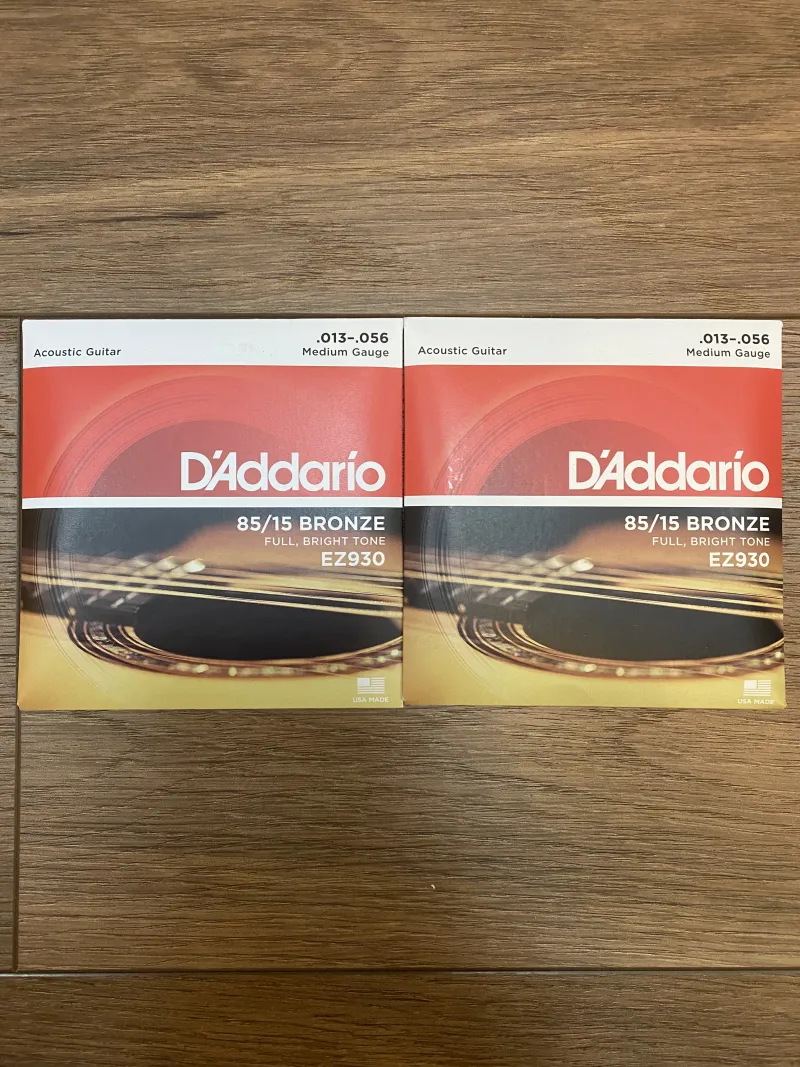 Acoustic Guitar
.013–.056
Medium Gauge
D'Addario
85/15 BRONZE
FULL, BRIGHT TONE
EZ930
USA MADE
Acoustic Guitar
.013–.056
Medium Gauge
D'Addario
85/15 BRONZE
FULL, BRIGHT TONE
EZ930
USA MADE